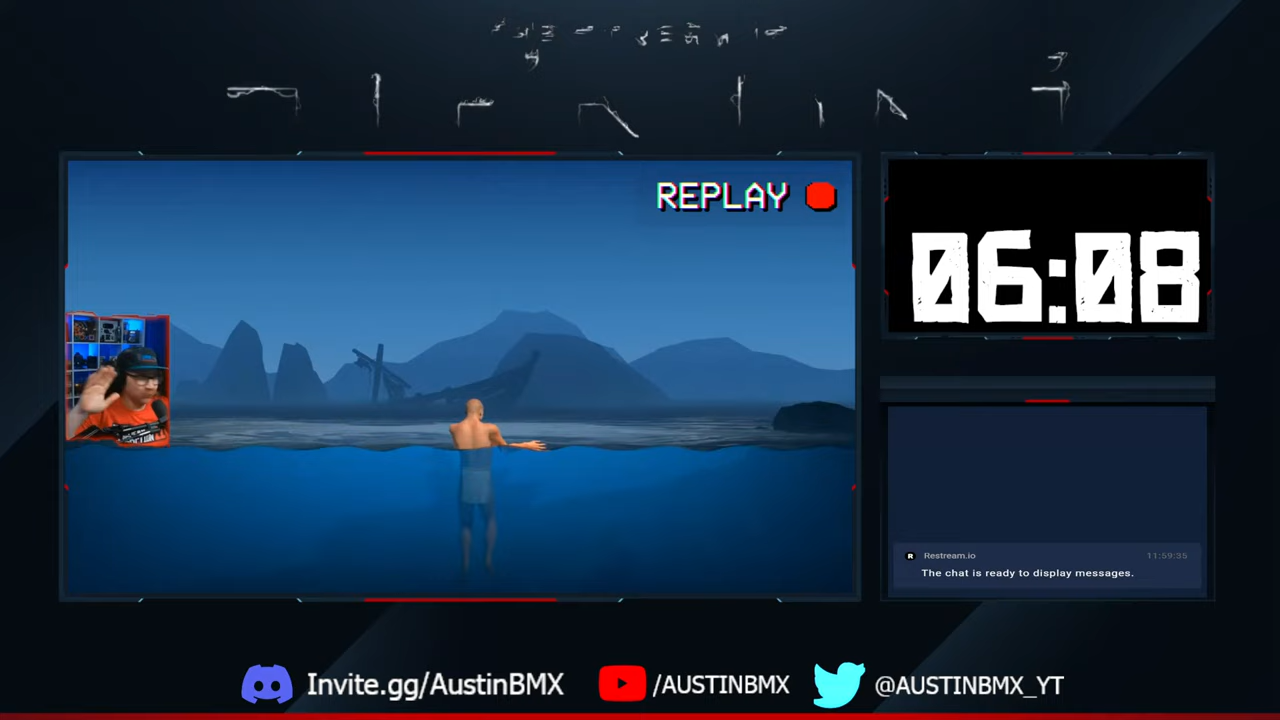 REPLAY
06:08
Restream.io 11:59:35
The chat is ready to display messages.
Invite.gg/AustinBMX /AUSTINBMX @AUSTINBMX_YT